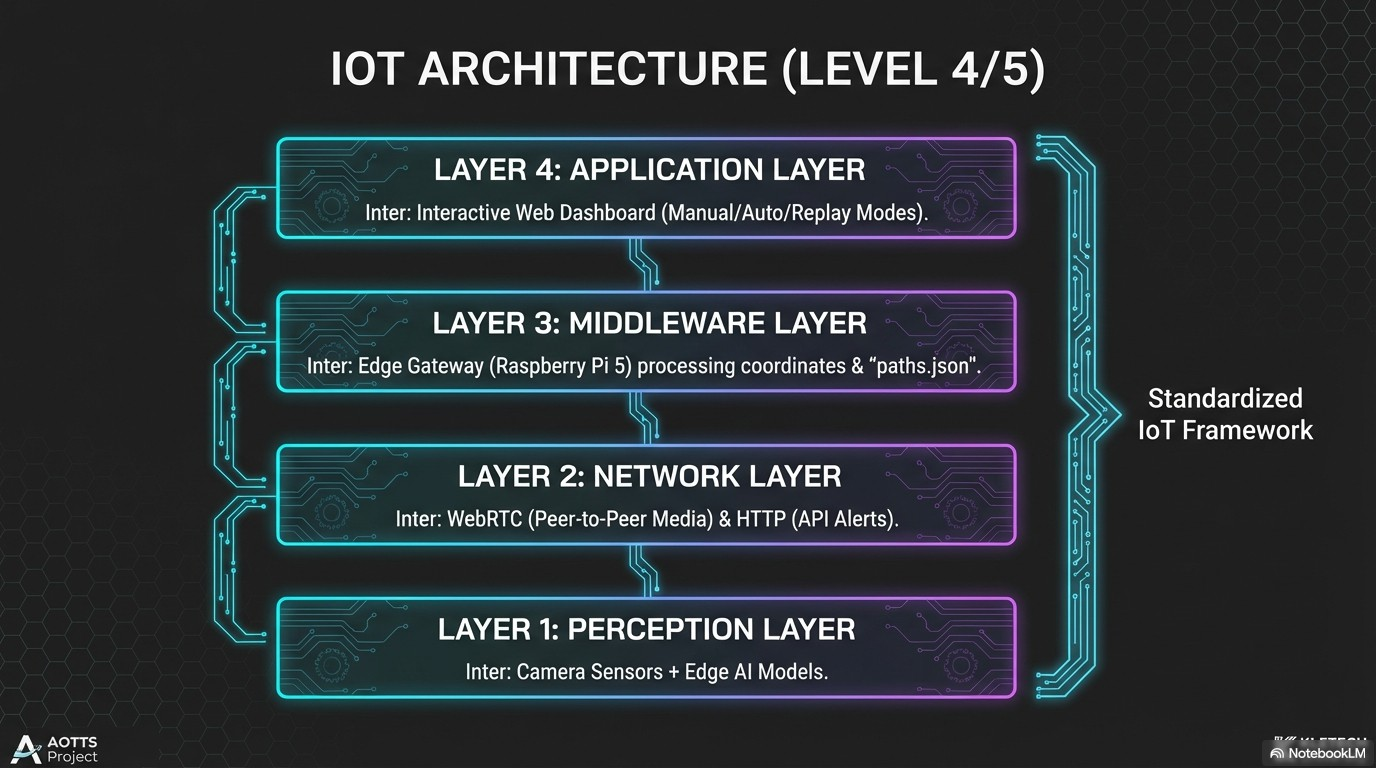 IOT ARCHITECTURE (LEVEL 4/5)
LAYER 4: APPLICATION LAYER
Inter: Interactive Web Dashboard (Manual/Auto/Replay Modes).
LAYER 3: MIDDLEWARE LAYER
Inter: Edge Gateway (Raspberry Pi 5) processing coordinates & “paths.json".
LAYER 2: NETWORK LAYER
Inter: WebRTC (Peer-to-Peer Media) & HTTP (API Alerts).
LAYER 1: PERCEPTION LAYER
Inter: Camera Sensors + Edge AI Models.
Standardized
IoT Framework
AOTTS
Project
NotebookLM